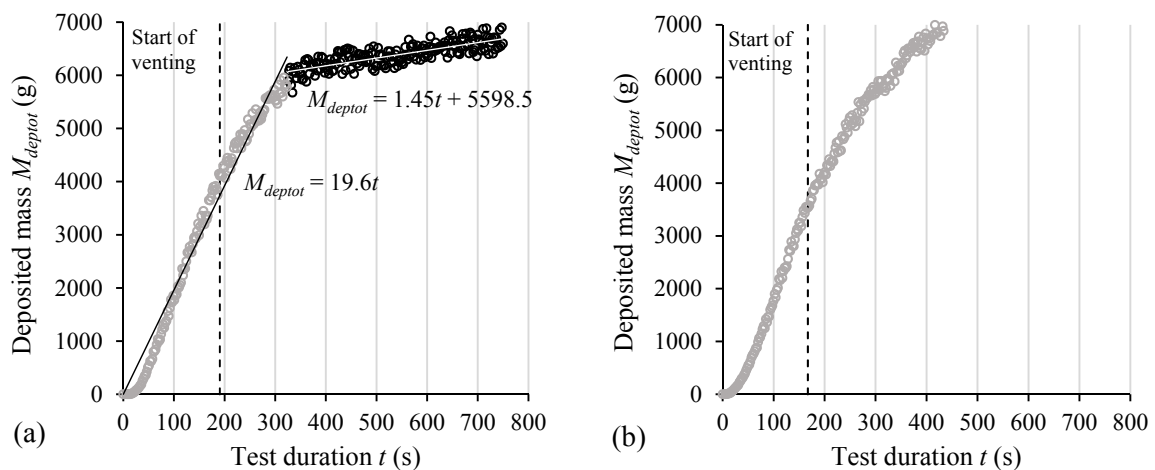 Deposited mass M_deptot (g)
7000
6000
5000
4000
3000
2000
1000
0
Start of
venting
M_deptot = 1.45t + 5598.5
M_deptot = 19.6t
0 100 200 300 400 500 600 700 800
Test duration t (s)
(a)
Deposited mass M_deptot (g)
7000
6000
5000
4000
3000
2000
1000
0
Start of
venting
0 100 200 300 400 500 600 700 800
Test duration t (s)
(b)